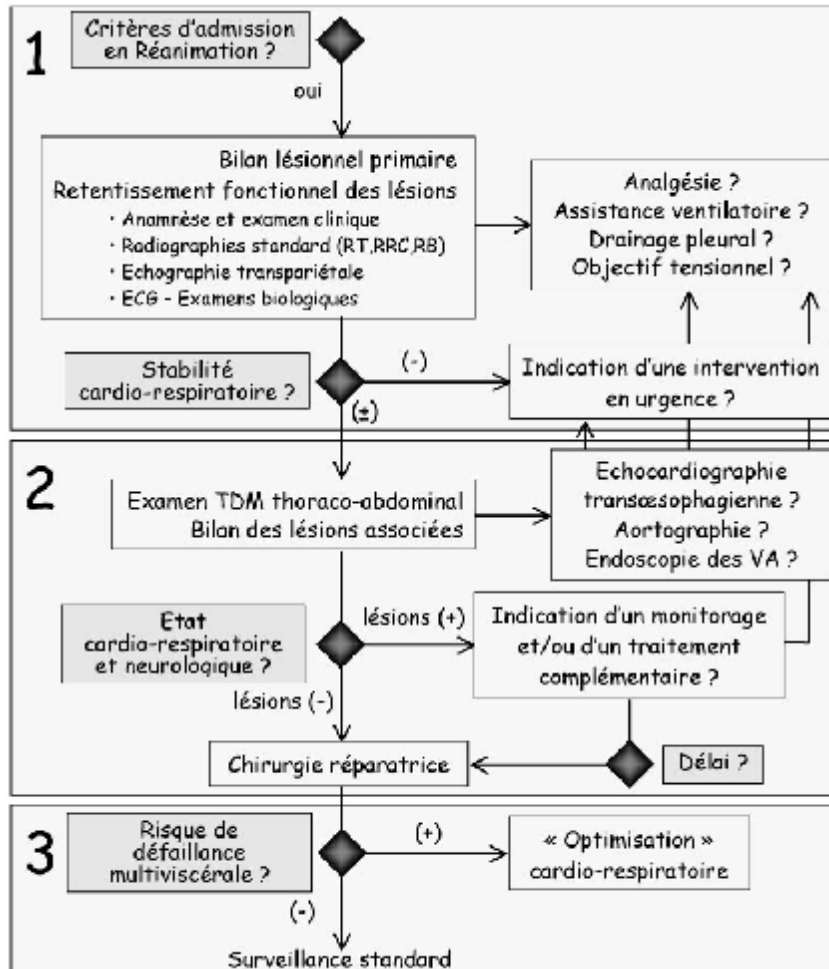 1
Critères d'admission
en Réanimation ?
oui
Bilan lésionnel primaire
Retentissement fonctionnel des lésions
• Anamnèse et examen clinique
• Radiographies standard (RT,RRC,RB)
• Echographie transpariétale
• ECG - Examens biologiques
Analgésie ?
Assistance ventilatoire ?
Drainage pleural ?
Objectif tensionnel ?
Stabilité
cardio-respiratoire ?
(-)
(±)
Indication d'une intervention
en urgence ?
2
Examen TDM thoraco-abdominal
Bilan des lésions associées
Echocardiographie
transœsophagienne ?
Aortographie ?
Endoscopie des VA ?
Etat
cardio-respiratoire
et neurologique ?
lésions (+)
lésions (-)
Indication d'un monitorage
et/ou d'un traitement
complémentaire ?
Chirurgie réparatrice
Délai ?
3
Risque de
défaillance
multiviscérale ?
(+)
(-)
« Optimisation »
cardio-respiratoire
Surveillance standard